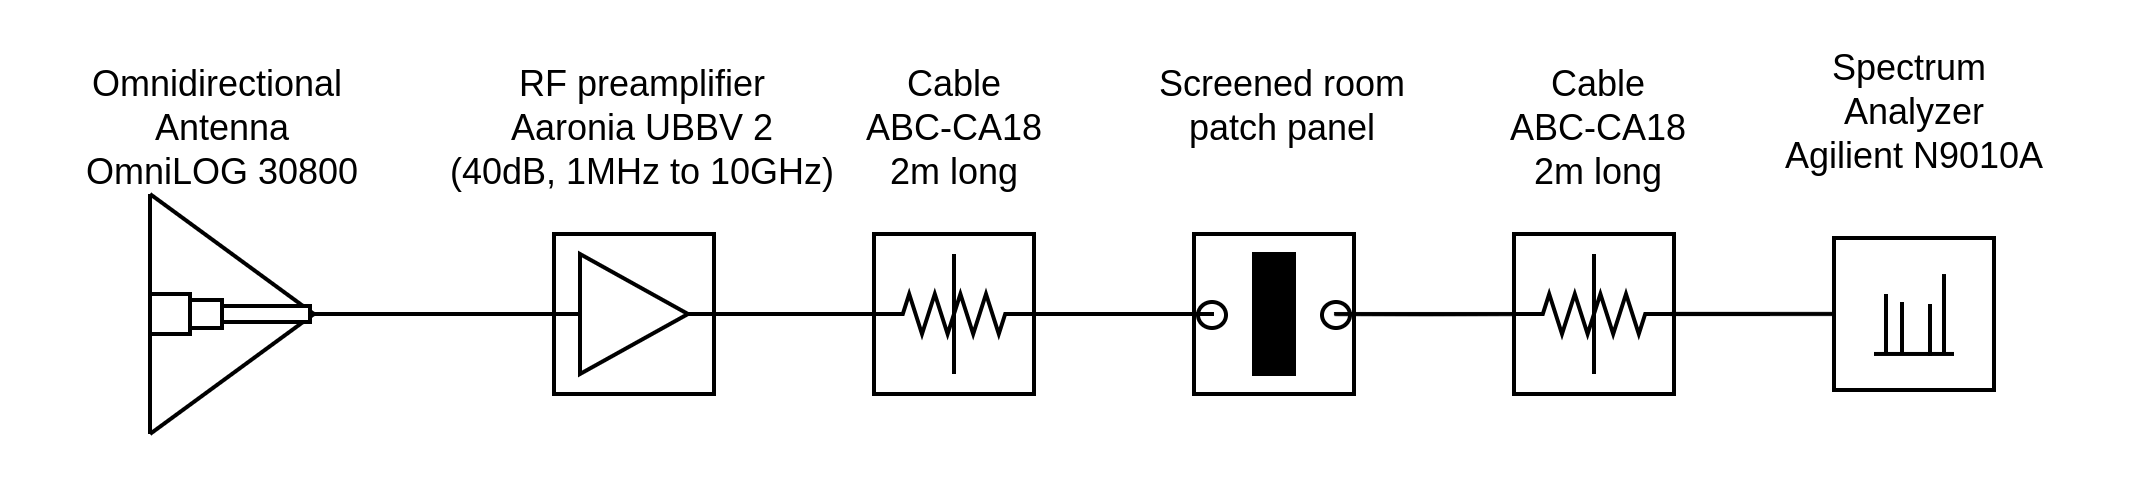 Omnidirectional
Antenna
OmniLOG 30800
RF preamplifier
Aaronia UBBV 2
(40dB, 1MHz to 10GHz)
Cable
ABC-CA18
2m long
Screened room
patch panel
Cable
ABC-CA18
2m long
Spectrum
Analyzer
Agilient N9010A